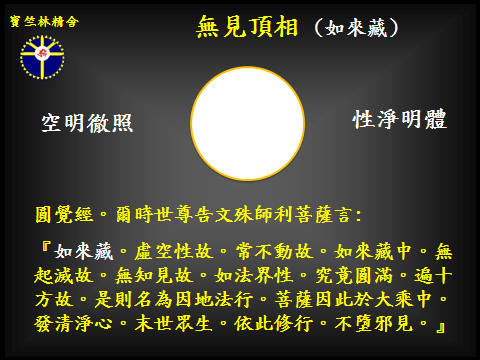 寶竺林精舍
無見頂相（如來藏）
空明徹照
性淨明體
圓覺經。爾時世尊告文殊師利菩薩言：
『如來藏。虛空性故。常不動故。如來藏中。無
起滅故。無知見故。如法界性。究竟圓滿。遍十
方故。是則名為因地法行。菩薩因此於大乘中。
發清淨心。末世眾生。依此修行。不墮邪見。』